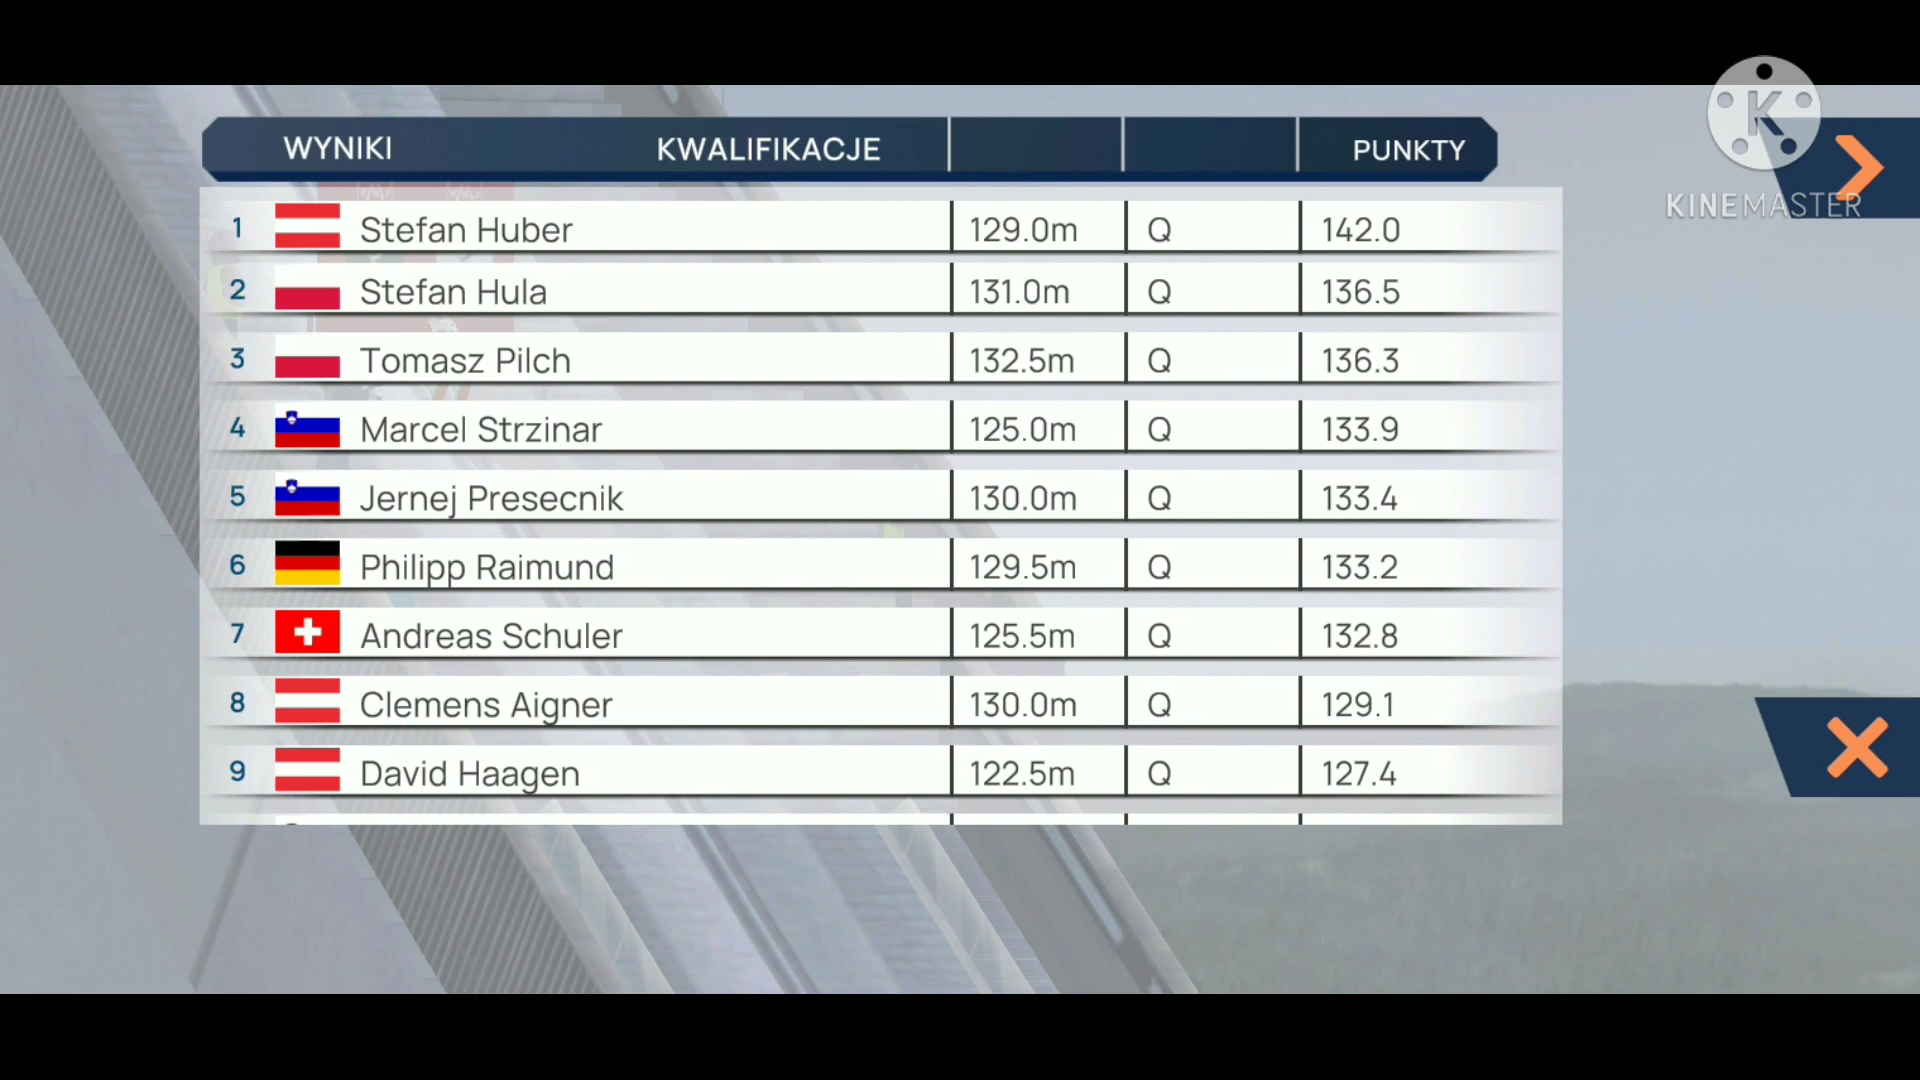 WYNIKI KWALIFIKACJE PUNKTY
K
KINEMASTER
1 Stefan Huber 129.0m Q 142.0
2 Stefan Hula 131.0m Q 136.5
3 Tomasz Pilch 132.5m Q 136.3
4 Marcel Strzinar 125.0m Q 133.9
5 Jernej Presecnik 130.0m Q 133.4
6 Philipp Raimund 129.5m Q 133.2
7 Andreas Schuler 125.5m Q 132.8
8 Clemens Aigner 130.0m Q 129.1
9 David Haagen 122.5m Q 127.4